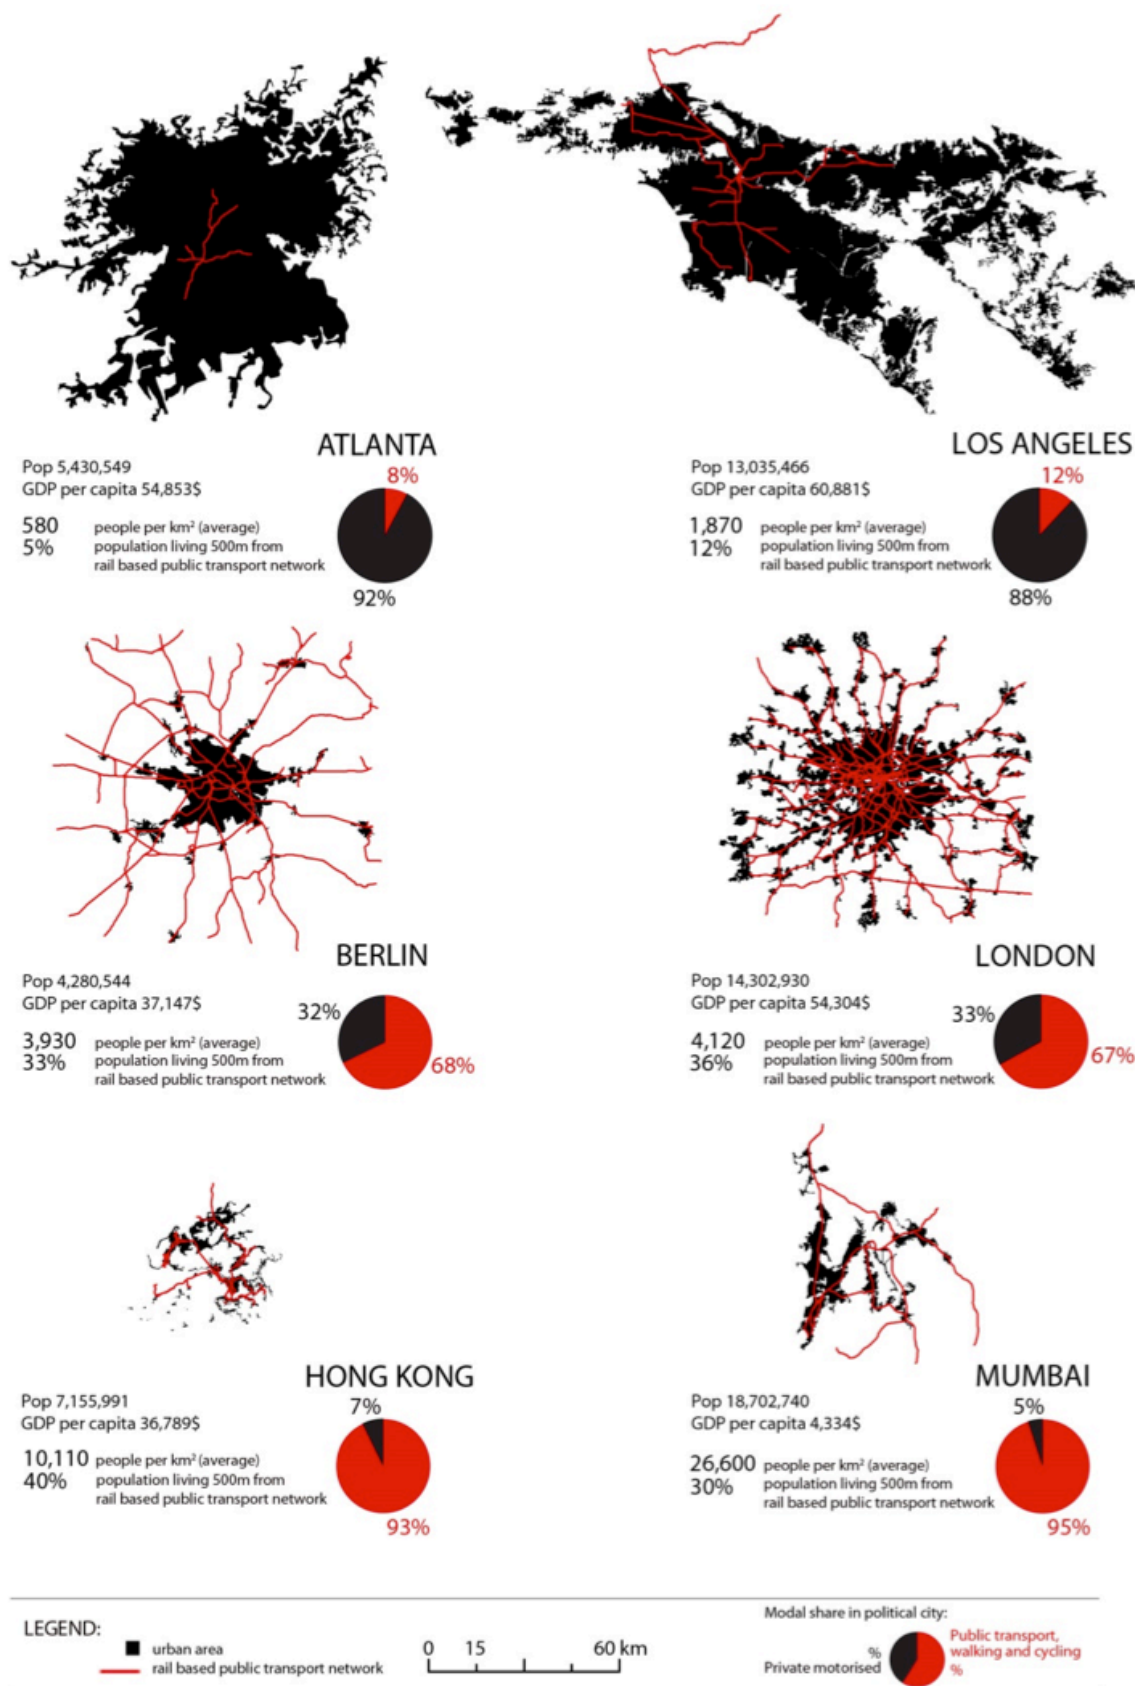 ATLANTA
Pop 5,430,549
GDP per capita 54,853$
8%
580 people per km² (average)
5% population living 500m from
rail based public transport network
92%
LOS ANGELES
Pop 13,035,466
GDP per capita 60,881$
12%
1,870 people per km² (average)
12% population living 500m from
rail based public transport network
88%
BERLIN
Pop 4,280,544
GDP per capita 37,147$
32%
3,930 people per km² (average)
33% population living 500m from
rail based public transport network
68%
LONDON
Pop 14,302,930
GDP per capita 54,304$
33%
4,120 people per km² (average)
36% population living 500m from
rail based public transport network
67%
HONG KONG
Pop 7,155,991
GDP per capita 36,789$
7%
10,110 people per km² (average)
40% population living 500m from
rail based public transport network
93%
MUMBAI
Pop 18,702,740
GDP per capita 4,334$
5%
26,600 people per km² (average)
30% population living 500m from
rail based public transport network
95%
LEGEND:
urban area
rail based public transport network
0 15 60 km
Modal share in political city:
%
Private motorised
Public transport,
walking and cycling
%